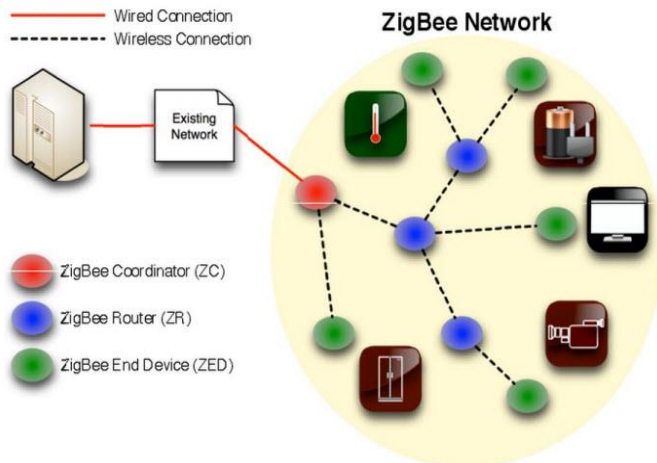 Wired Connection
Wireless Connection
ZigBee Network
Existing
Network
ZigBee Coordinator (ZC)
ZigBee Router (ZR)
ZigBee End Device (ZED)